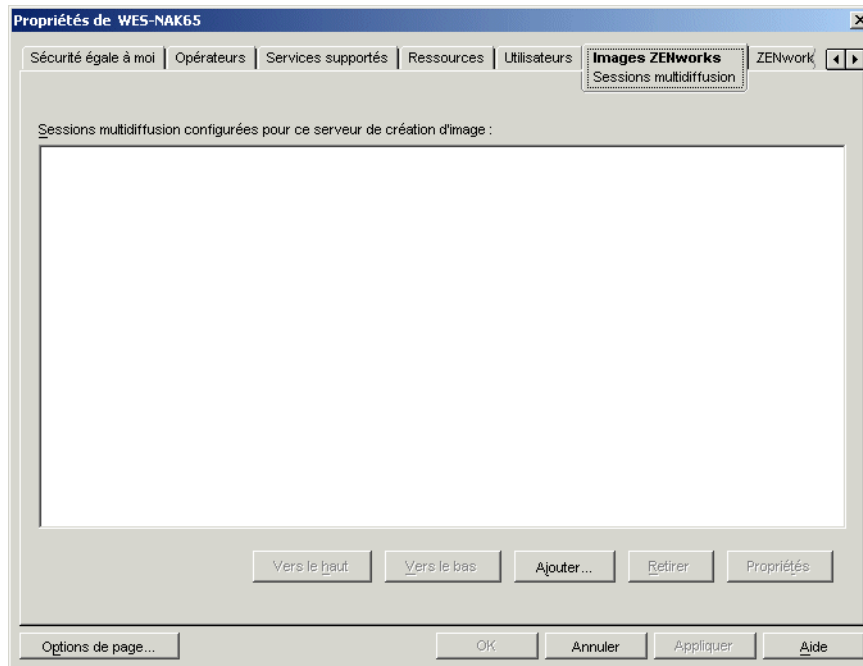 Propriétés de WES-NAK65
Sécurité égale à moi Opérateurs Services supportés Ressources Utilisateurs Images ZENworks ZENwork
Sessions multidiffusion
Sessions multidiffusion configurées pour ce serveur de création d'image :
Vers le haut Vers le bas Ajouter... Retirer Propriétés
Options de page... OK Annuler Appliquer Aide